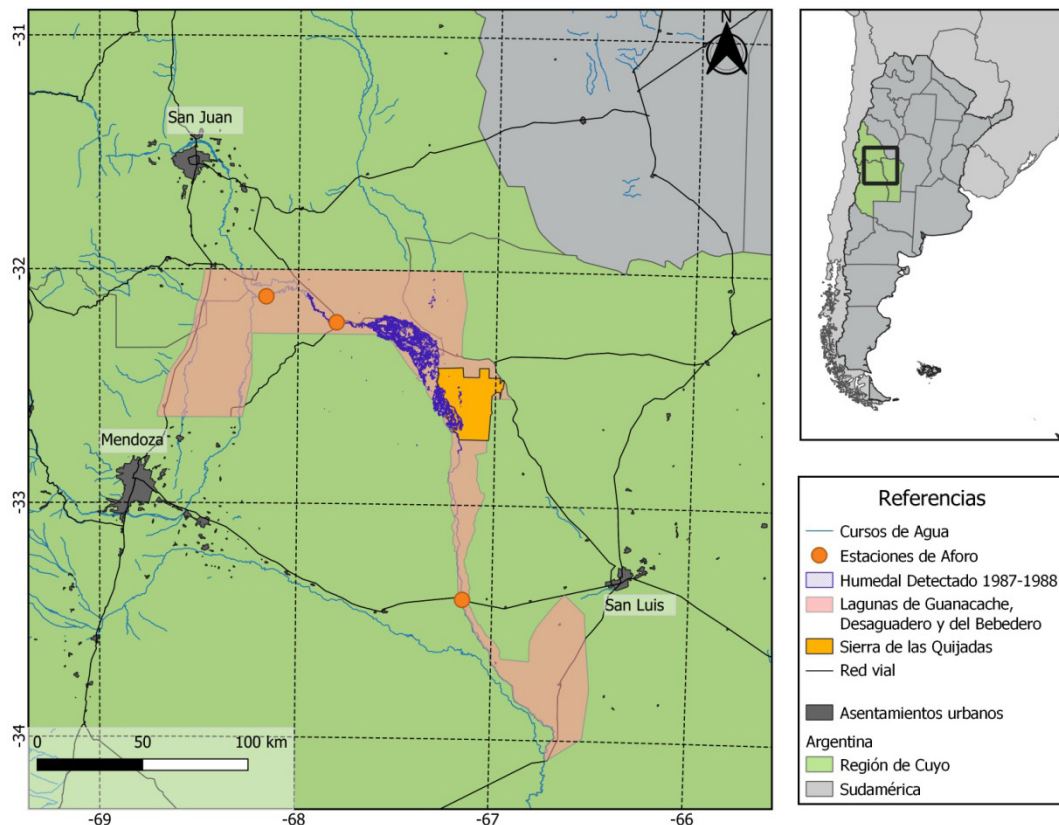 N
-31
-32
-33
-34
San Juan
Mendoza
San Luis
0 50 100 km
-69 -68 -67 -66
Referencias
Cursos de Agua
Estaciones de Aforo
Humedal Detectado 1987-1988
Lagunas de Guanacache,
Desaguadero y del Bebedero
Sierra de las Quijadas
Red vial
Asentamientos urbanos
Argentina
Región de Cuyo
Sudamérica